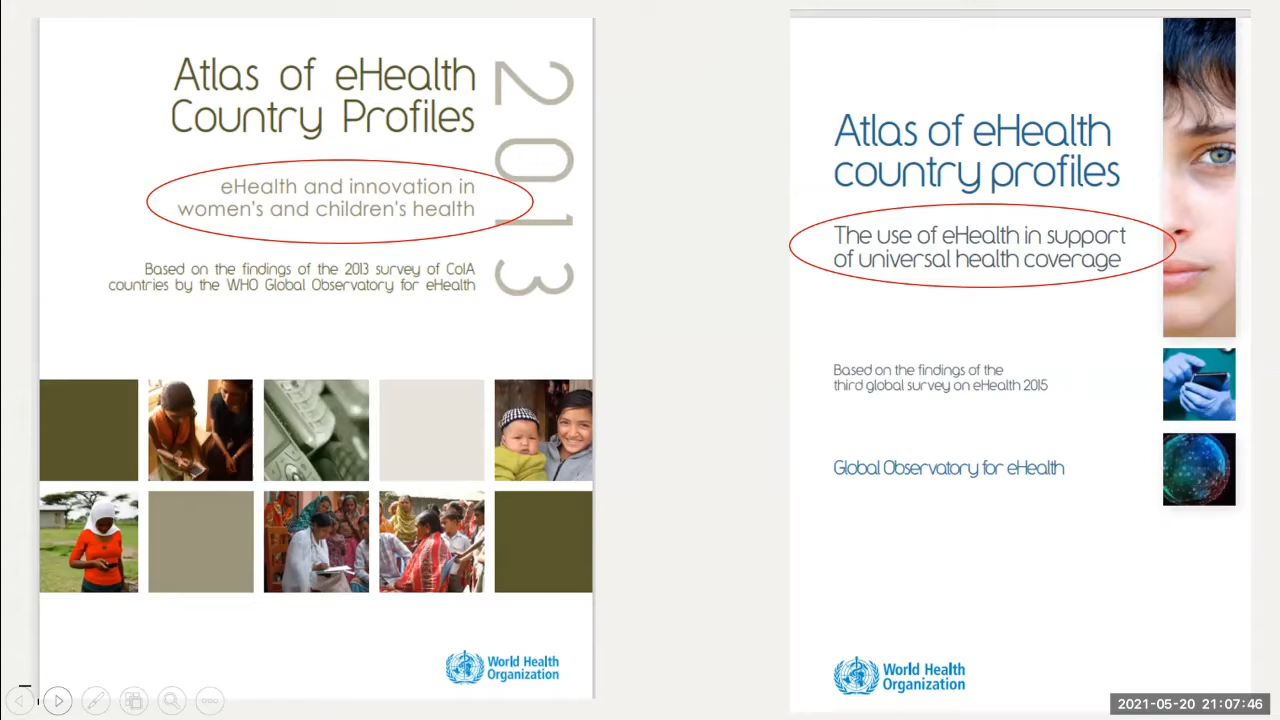 Atlas of eHealth
Country Profiles
2013
eHealth and innovation in
women's and children's health
Based on the findings of the 2013 survey of CoIA
countries by the WHO Global Observatory for eHealth
World Health
Organization
Atlas of eHealth
country profiles
The use of eHealth in support
of universal health coverage
Based on the findings of the
third global survey on eHealth 2015
Global Observatory for eHealth
World Health
Organization
2021-05-20 21:07:46